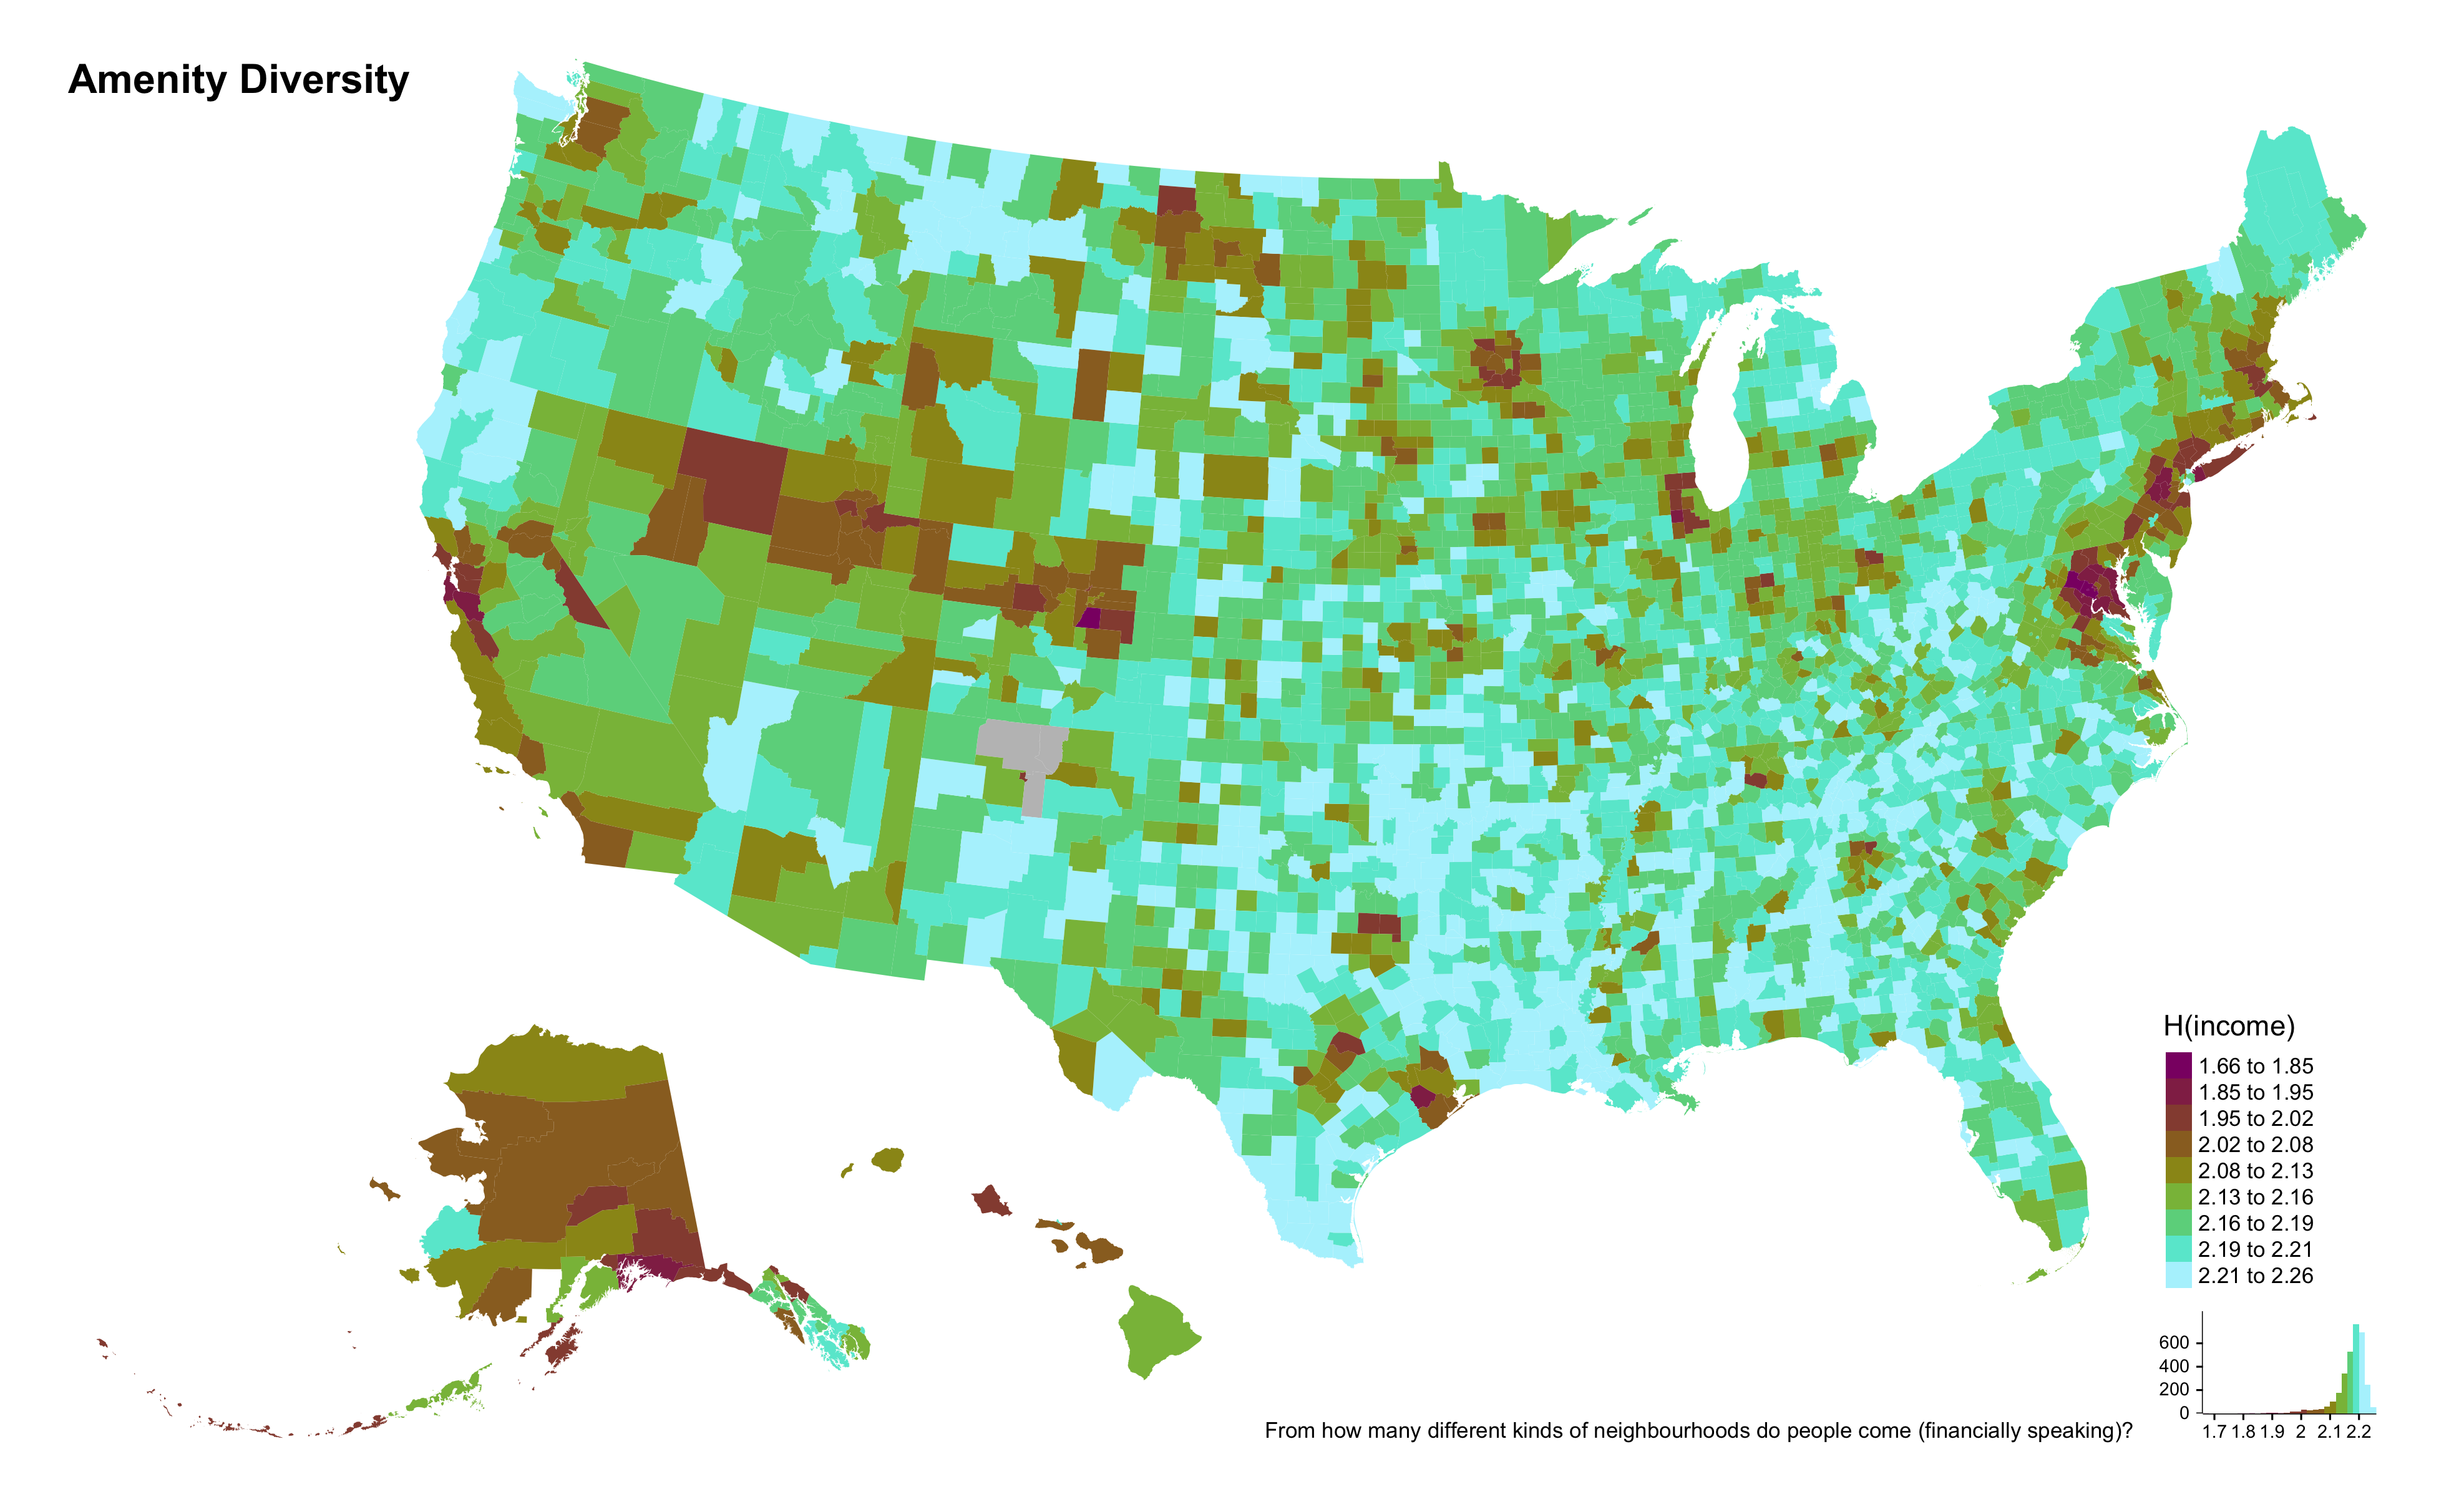 Amenity Diversity
H(income)
1.66 to 1.85
1.85 to 1.95
1.95 to 2.02
2.02 to 2.08
2.08 to 2.13
2.13 to 2.16
2.16 to 2.19
2.19 to 2.21
2.21 to 2.26
600
400
200
0
1.7 1.8 1.9 2 2.1 2.2
From how many different kinds of neighbourhoods do people come (financially speaking)?